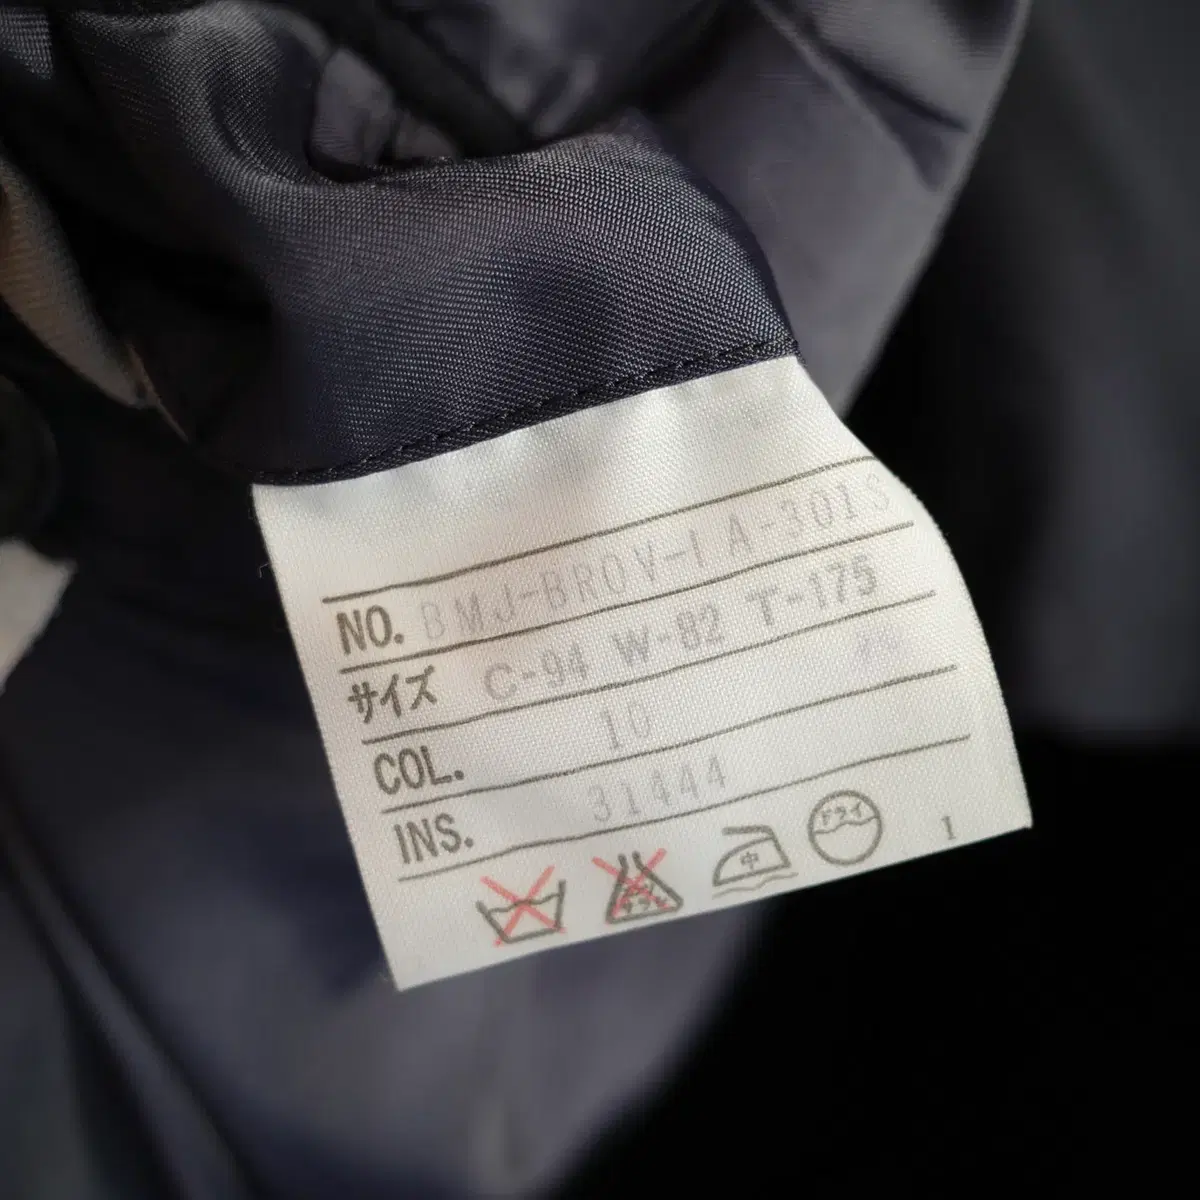 NO. BMJ-BROV-I A-301S
サイズ C-94 W-82 T-175
COL. 10
INS. 31444
中 ドライ 1